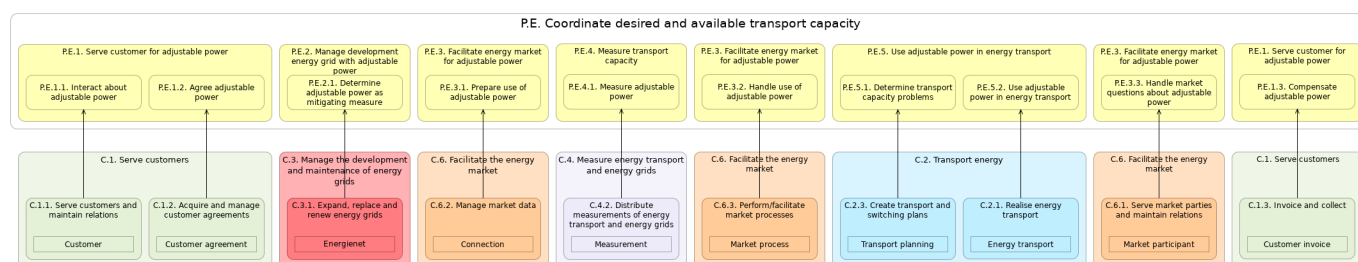 P.E. Coordinate desired and available transport capacity
P.E.1. Serve customer for adjustable power
P.E.1.1. Interact about
adjustable power
P.E.1.2. Agree adjustable
power
P.E.2. Manage development
energy grid with adjustable
power
P.E.2.1. Determine
adjustable power as
mitigating measure
P.E.3. Facilitate energy market
for adjustable power
P.E.3.1. Prepare use of
adjustable power
P.E.4. Measure transport
capacity
P.E.4.1. Measure adjustable
power
P.E.3. Facilitate energy market
for adjustable power
P.E.3.2. Handle use of
adjustable power
P.E.5. Use adjustable power in energy transport
P.E.5.1. Determine transport
capacity problems
P.E.5.2. Use adjustable
power in energy transport
P.E.3. Facilitate energy market
for adjustable power
P.E.3.3. Handle market
questions about adjustable
power
P.E.1. Serve customer for
adjustable power
P.E.1.3. Compensate
adjustable power
C.1. Serve customers
C.1.1. Serve customers and
maintain relations
Customer
C.1.2. Acquire and manage
customer agreements
Customer agreement
C.3. Manage the development
and maintenance of energy
grids
C.3.1. Expand, replace and
renew energy grids
Energienet
C.6. Facilitate the energy
market
C.6.2. Manage market data
Connection
C.4. Measure energy transport
and energy grids
C.4.2. Distribute
measurements of energy
transport and energy grids
Measurement
C.6. Facilitate the energy
market
C.6.3. Perform/facilitate
market processes
Market process
C.2. Transport energy
C.2.3. Create transport and
switching plans
Transport planning
C.2.1. Realise energy
transport
Energy transport
C.6. Facilitate the energy
market
C.6.1. Serve market parties
and maintain relations
Market participant
C.1. Serve customers
C.1.3. Invoice and collect
Customer invoice